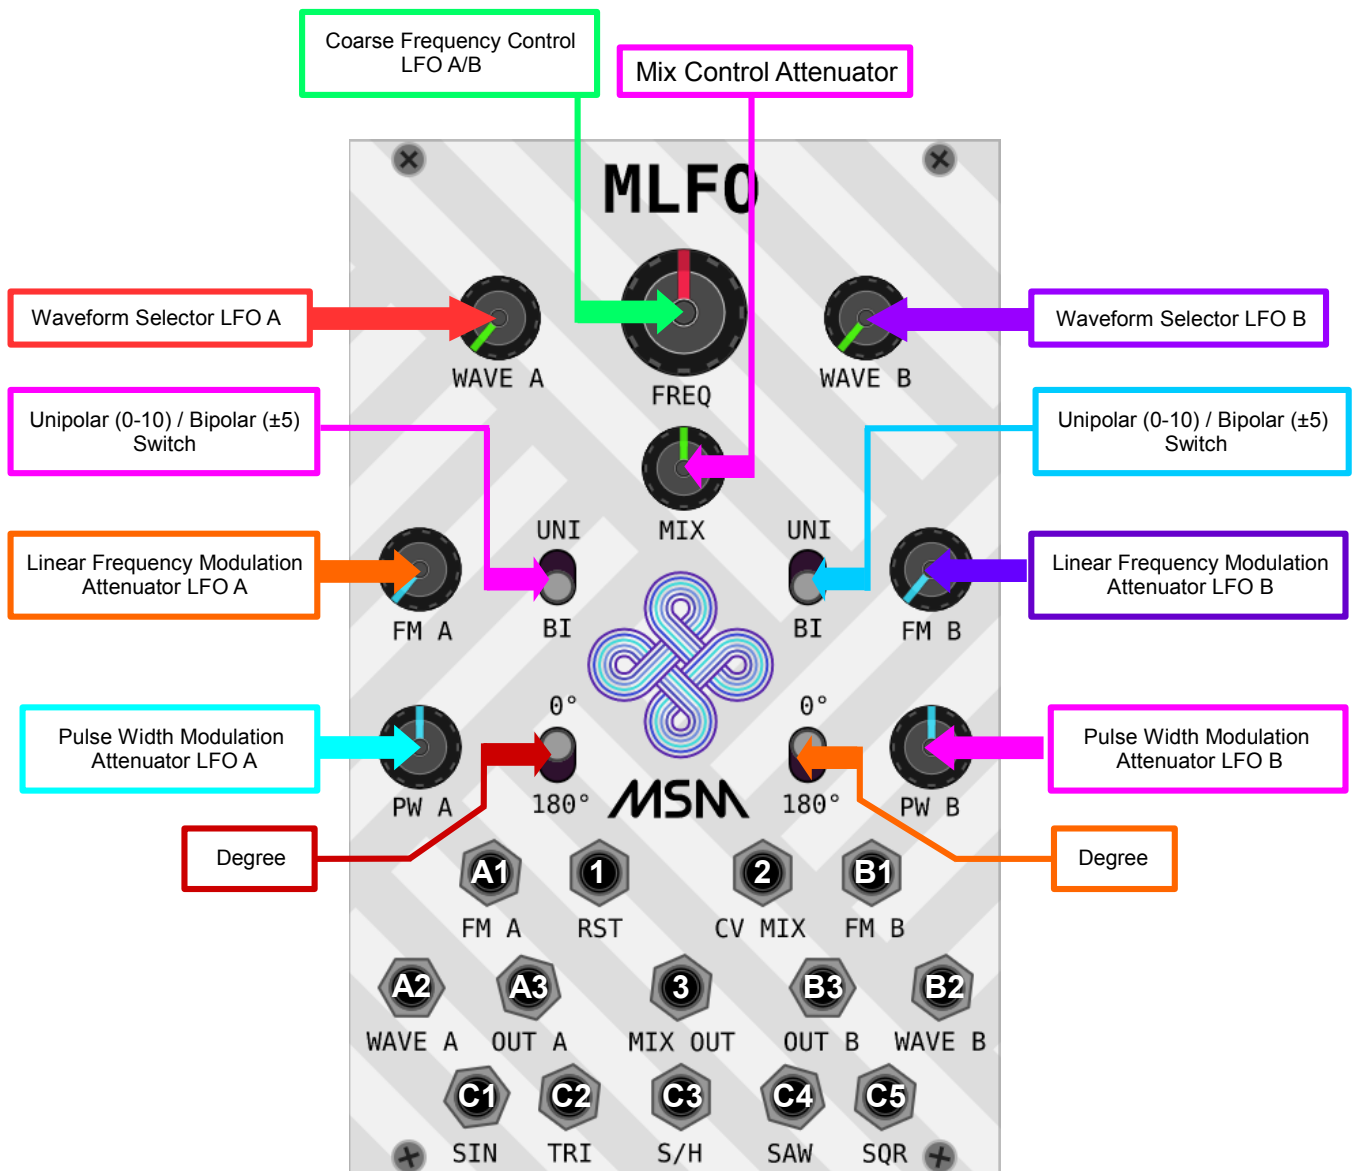 Coarse Frequency Control
LFO A/B
Mix Control Attenuator
MLFO
Waveform Selector LFO A
WAVE A
FREQ
WAVE B
Waveform Selector LFO B
Unipolar (0-10) / Bipolar (±5)
Switch
Unipolar (0-10) / Bipolar (±5)
Switch
UNI
MIX
UNI
Linear Frequency Modulation
Attenuator LFO A
Linear Frequency Modulation
Attenuator LFO B
FM A
BI
BI
FM B
0°
0°
Pulse Width Modulation
Attenuator LFO A
Pulse Width Modulation
Attenuator LFO B
PW A
180°
MSM
180°
PW B
Degree
Degree
A1
1
2
B1
FM A
RST
CV MIX
FM B
A2
A3
3
B3
B2
WAVE A
OUT A
MIX OUT
OUT B
WAVE B
C1
C2
C3
C4
C5
SIN
TRI
S/H
SAW
SQR